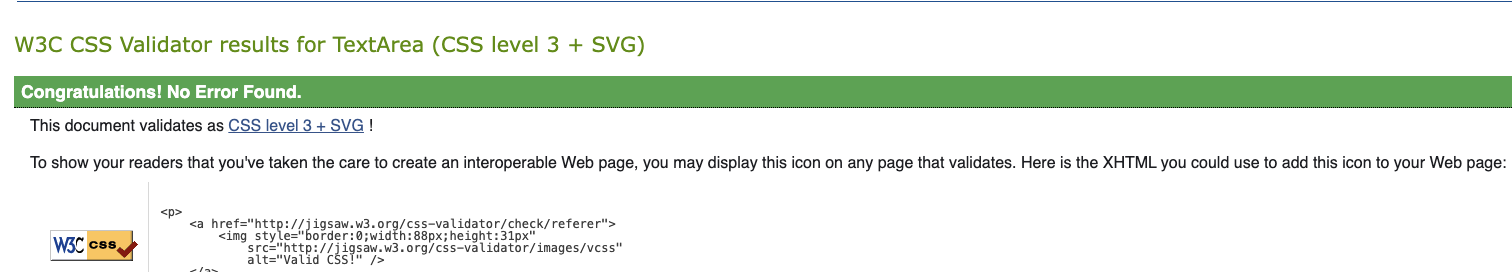 W3C CSS Validator results for TextArea (CSS level 3 + SVG)
Congratulations! No Error Found.
This document validates as CSS level 3 + SVG !
To show your readers that you've taken the care to create an interoperable Web page, you may display this icon on any page that validates. Here is the XHTML you could use to add this icon to your Web page:
W3C css
<p>
<a href="http://jigsaw.w3.org/css-validator/check/referer">
<img style="border:0;width:88px;height:31px"
src="http://jigsaw.w3.org/css-validator/images/vcss"
alt="Valid CSS!" />
</a>